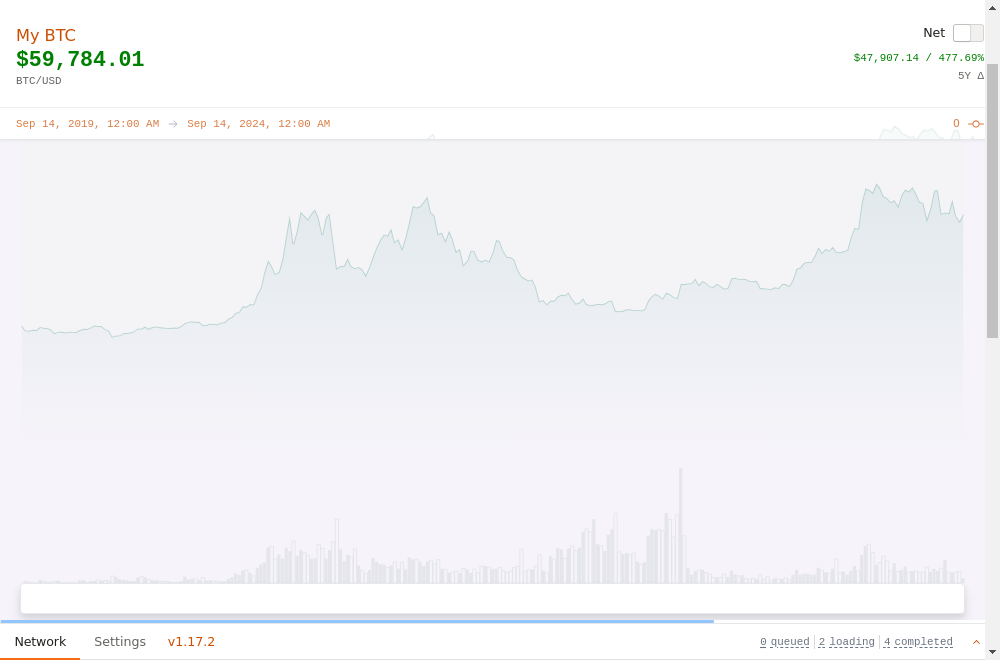 My BTC
Net
$59,784.01
$47,907.14 / 477.69%
BTC/USD
5Y Δ
Sep 14, 2019, 12:00 AM → Sep 14, 2024, 12:00 AM
0
Network Settings v1.17.2 0 queued 2 loading 4 completed